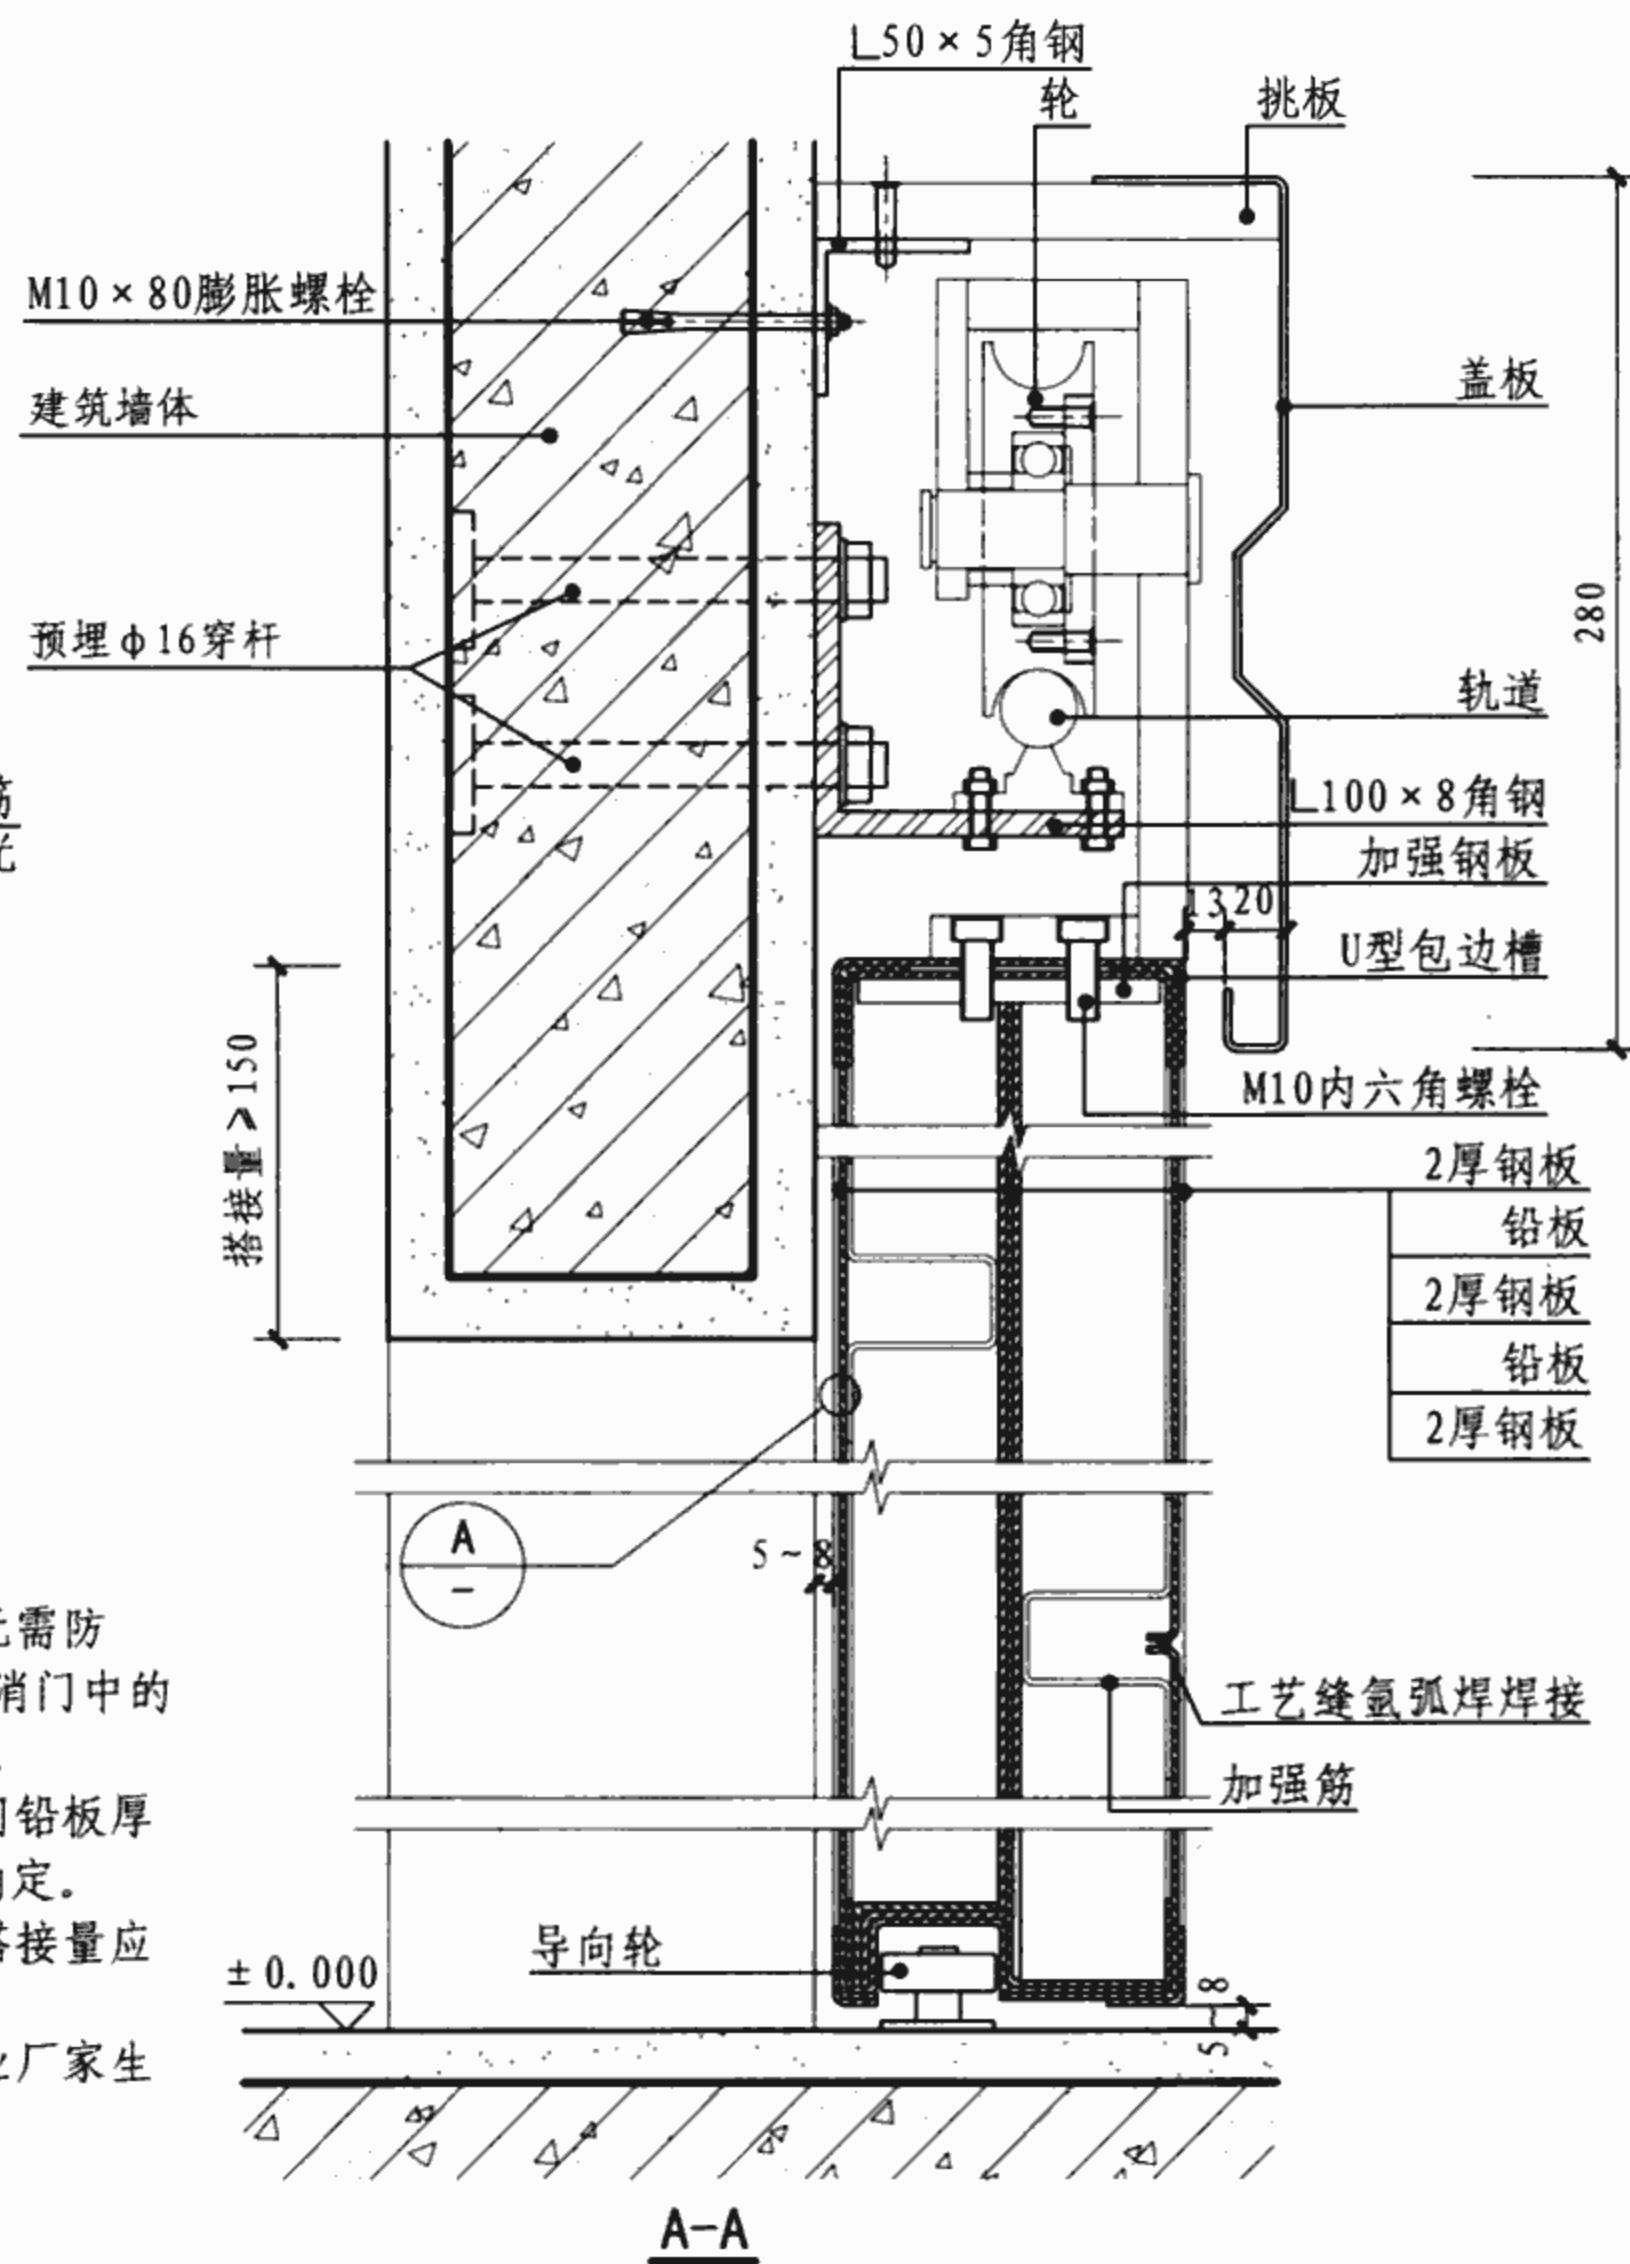 ∟50×5角钢
轮
挑板
M10×80膨胀螺栓
建筑墙体
盖板
280
预埋φ16穿杆
轨道
筋
∟100×8角钢
加强钢板
13 20
U型包边槽
搭接量≥150
M10内六角螺栓
2厚钢板
铅板
2厚钢板
铅板
2厚钢板
A
-
5~8
需防
消门中的
工艺缝氩弧焊焊接
加强筋
铅板厚
定。
导向轮
搭接量应
±0.000
5~8
厂家生
A-A